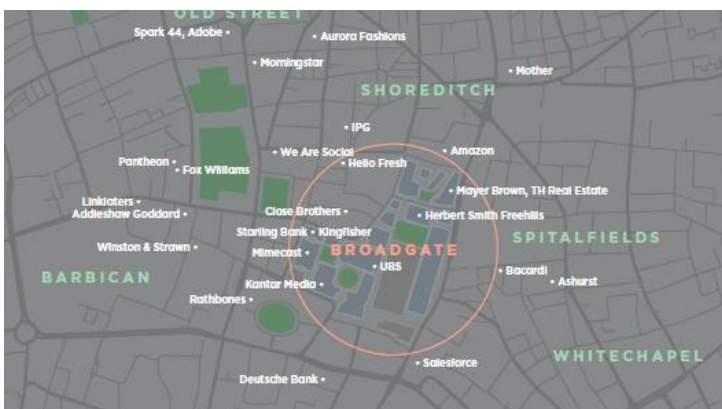 OLD STREET
Spark 44, Adobe
Aurora Fashions
Morningstar
Mother
SHOREDITCH
IPG
We Are Social
Amazon
Pantheon
Hello Fresh
Fox Williams
Mayer Brown, TH Real Estate
Linklaters
Addleshaw Goddard
Close Brothers
Herbert Smith Freehills
Starling Bank
Kingfisher
SPITALFIELDS
Winston & Strawn
Mimecast
BROADGATE
UBS
BARBICAN
Bacardi
Ashurst
Kantar Media
Rathbones
WHITECHAPEL
Salesforce
Deutsche Bank